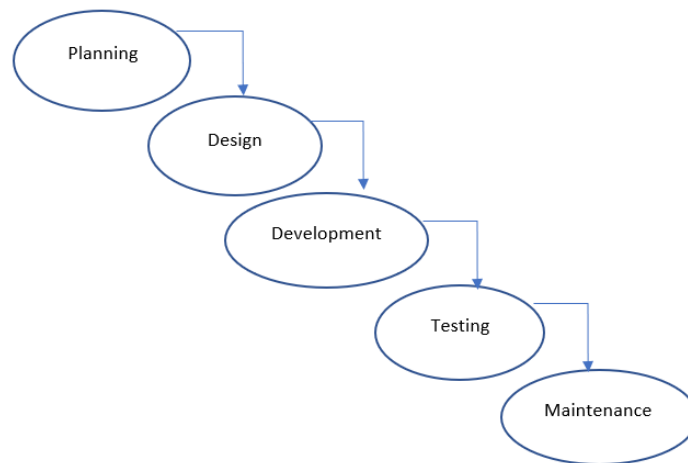 Planning
Design
Development
Testing
Maintenance